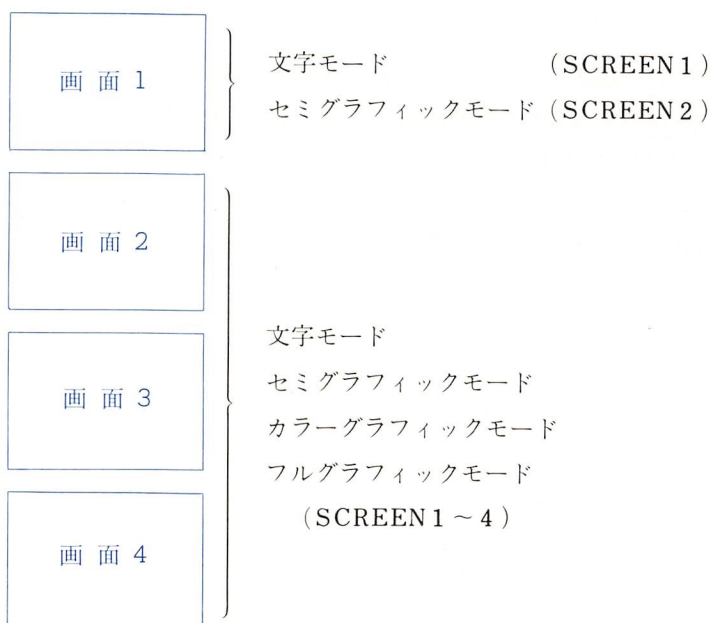 画面1
文字モード (SCREEN1)
セミグラフィックモード (SCREEN2)
画面2
画面3
画面4
文字モード
セミグラフィックモード
カラーグラフィックモード
フルグラフィックモード
(SCREEN1~4)